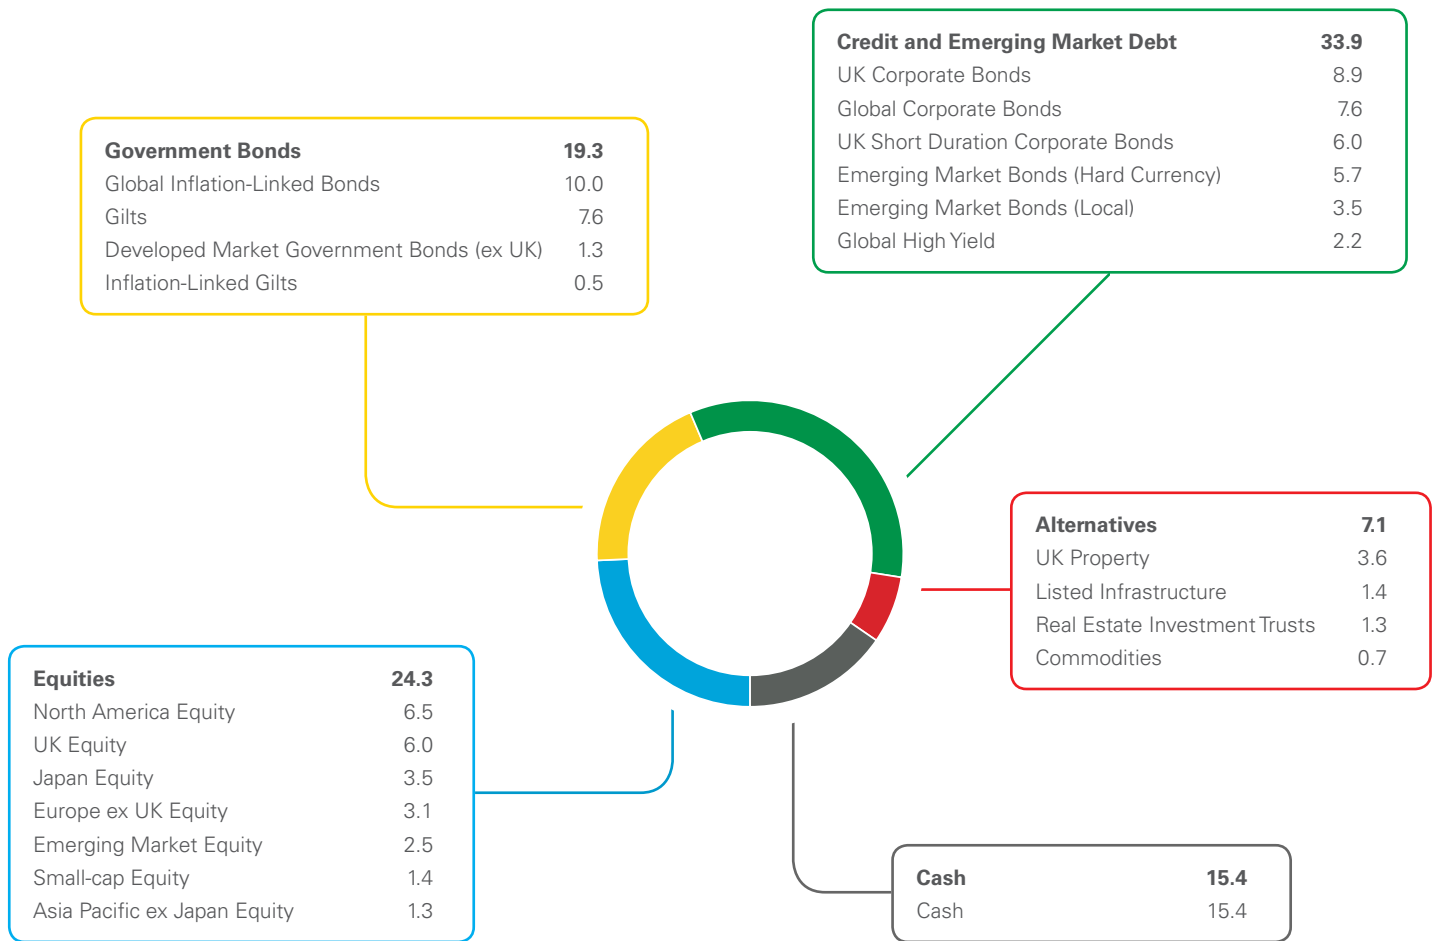 Credit and Emerging Market Debt 33.9
UK Corporate Bonds 8.9
Global Corporate Bonds 7.6
UK Short Duration Corporate Bonds 6.0
Emerging Market Bonds (Hard Currency) 5.7
Emerging Market Bonds (Local) 3.5
Global High Yield 2.2
Government Bonds 19.3
Global Inflation-Linked Bonds 10.0
Gilts 7.6
Developed Market Government Bonds (ex UK) 1.3
Inflation-Linked Gilts 0.5
Alternatives 7.1
UK Property 3.6
Listed Infrastructure 1.4
Real Estate Investment Trusts 1.3
Commodities 0.7
Equities 24.3
North America Equity 6.5
UK Equity 6.0
Japan Equity 3.5
Europe ex UK Equity 3.1
Emerging Market Equity 2.5
Small-cap Equity 1.4
Asia Pacific ex Japan Equity 1.3
Cash 15.4
Cash 15.4